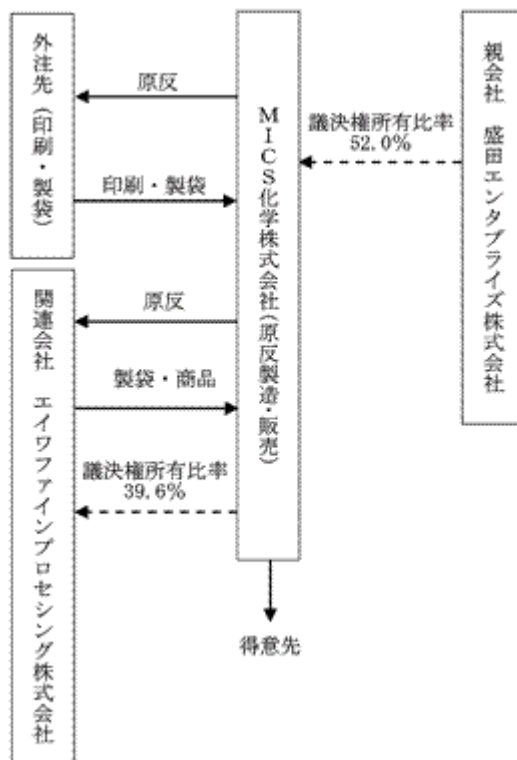 外注先（印刷・製袋）
原反
印刷・製袋
関連会社　エイワファインプロセシング株式会社
原反
製袋・商品
議決権所有比率
39.6%
ＭＩＣＳ化学株式会社（原反製造・販売）
得意先
議決権所有比率
52.0%
親会社　盛田エンタプライズ株式会社